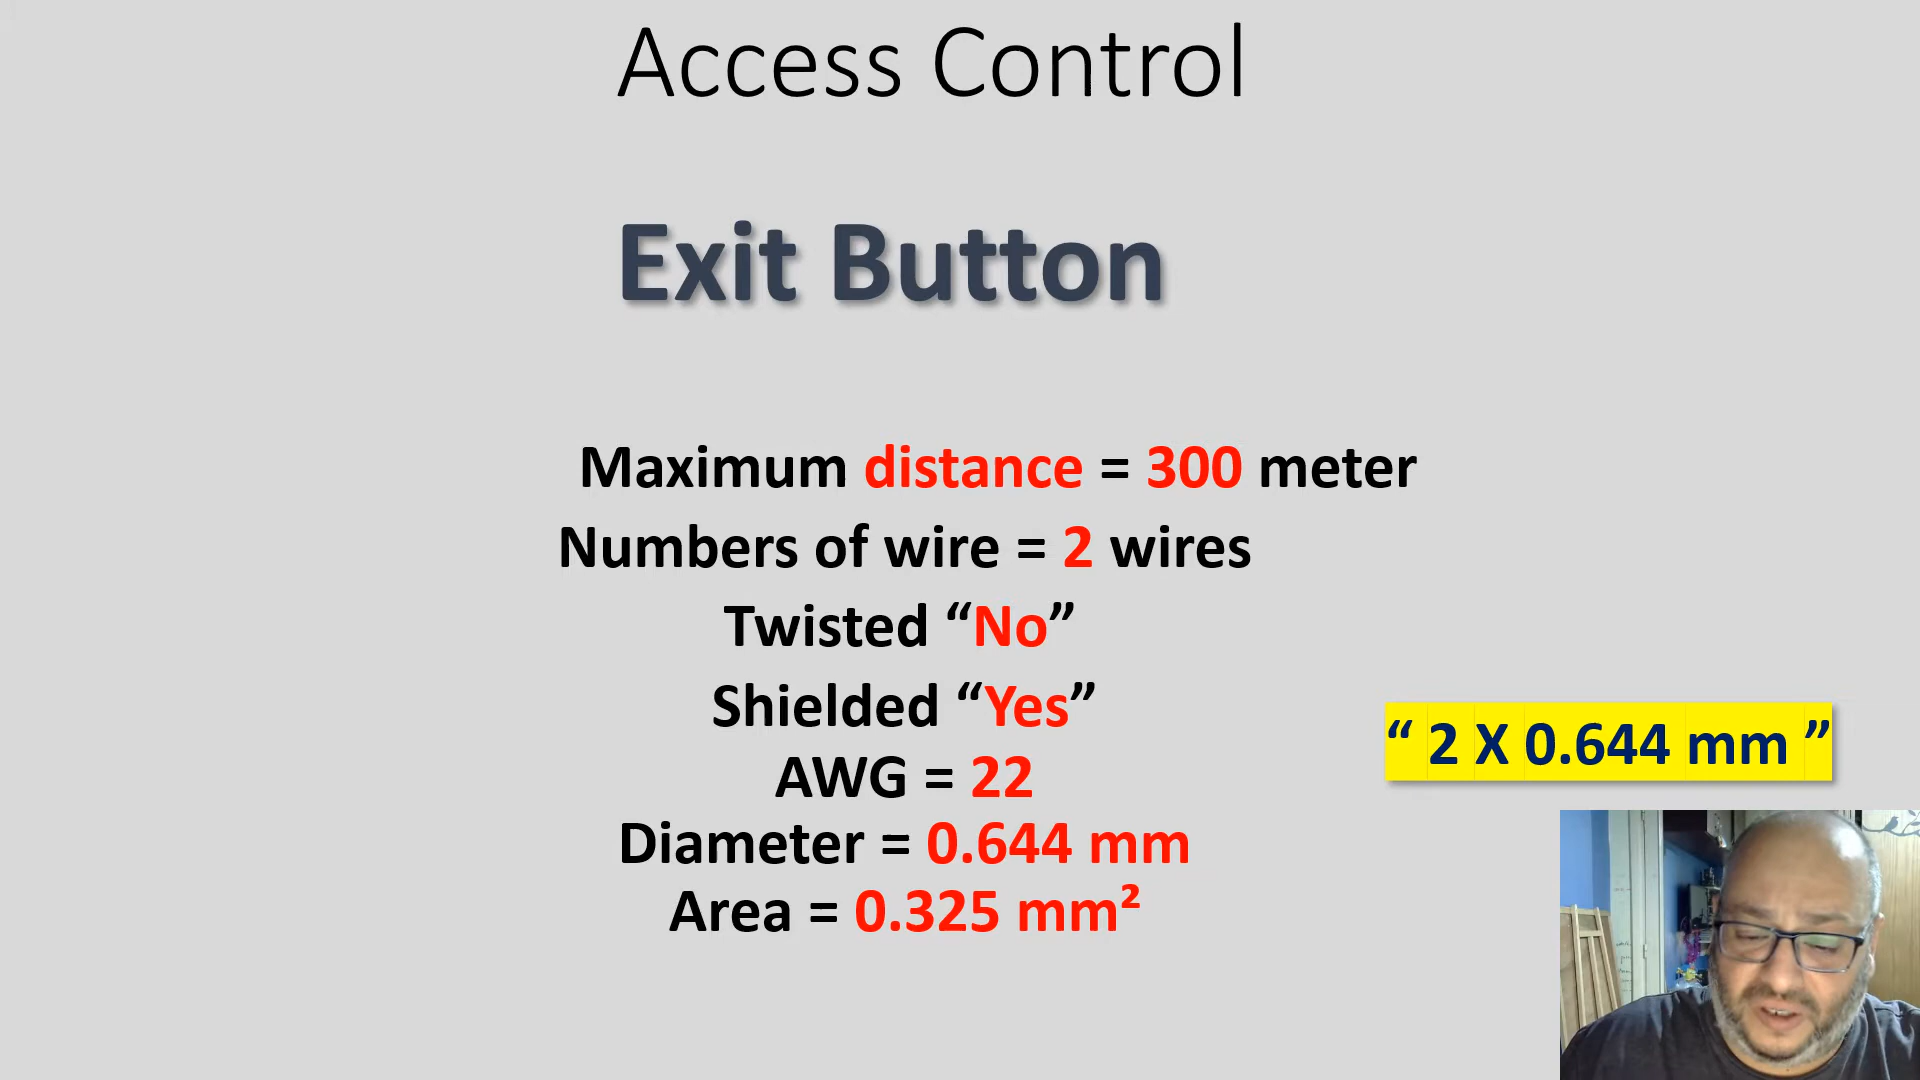 Access Control
Exit Button
Maximum distance = 300 meter
Numbers of wire = 2 wires
Twisted “No”
Shielded “Yes”
“ 2 X 0.644 mm ”
AWG = 22
Diameter = 0.644 mm
Area = 0.325 mm²